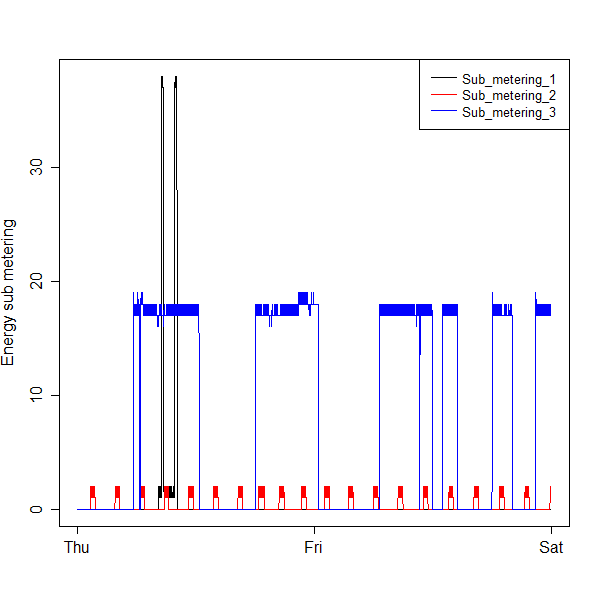 Sub_metering_1
Sub_metering_2
Sub_metering_3
Energy sub metering
30
20
10
0
Thu
Fri
Sat